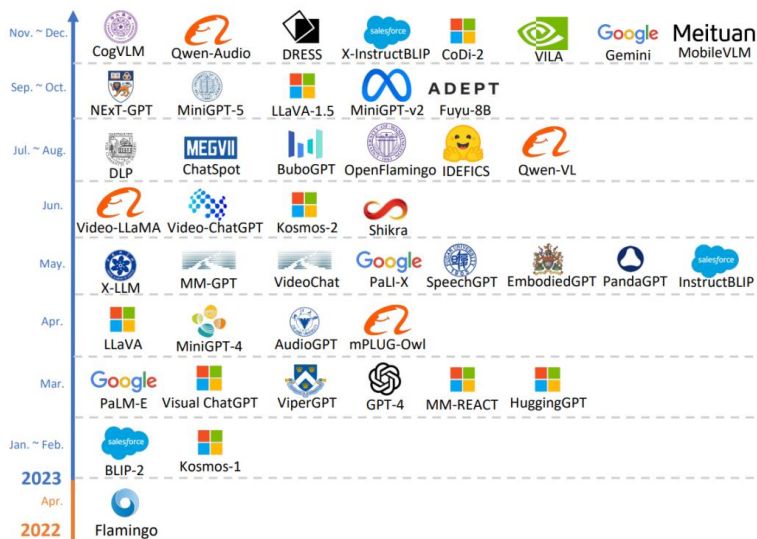 Nov. ~ Dec.
salesforce
Google
Meituan
CogVLM Qwen-Audio DRESS X-InstructBLIP CoDi-2 VILA Gemini MobileVLM
Sep. ~ Oct.
ADEPT
NExT-GPT MiniGPT-5 LLaVA-1.5 MiniGPT-v2 Fuyu-8B
Jul. ~ Aug.
MEGVII
DLP ChatSpot BuboGPT OpenFlamingo IDEFICS Qwen-VL
Jun.
Video-LLaMA Video-ChatGPT Kosmos-2 Shikra
May.
Google
salesforce
X-LLM MM-GPT VideoChat PaLI-X SpeechGPT EmbodiedGPT PandaGPT InstructBLIP
Apr.
LLaVA MiniGPT-4 AudioGPT mPLUG-Owl
Mar.
Google
PaLM-E Visual ChatGPT ViperGPT GPT-4 MM-REACT HuggingGPT
Jan. ~ Feb.
salesforce
BLIP-2 Kosmos-1
2023
Apr.
2022
Flamingo